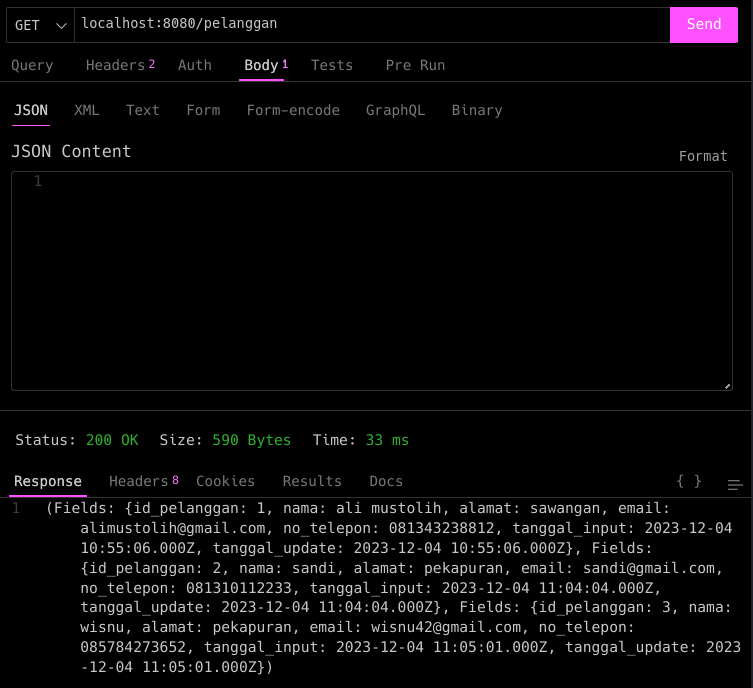 GET localhost:8080/pelanggan Send
Query Headers 2 Auth Body 1 Tests Pre Run
JSON XML Text Form Form-encode GraphQL Binary
JSON Content Format
1
Status: 200 OK Size: 590 Bytes Time: 33 ms
Response Headers 8 Cookies Results Docs { }
1 (Fields: {id_pelanggan: 1, nama: ali mustolih, alamat: sawangan, email:
alimustolih@gmail.com, no_telepon: 081343238812, tanggal_input: 2023-12-04
10:55:06.000Z, tanggal_update: 2023-12-04 10:55:06.000Z}, Fields:
{id_pelanggan: 2, nama: sandi, alamat: pekapuran, email: sandi@gmail.com,
no_telepon: 081310112233, tanggal_input: 2023-12-04 11:04:04.000Z,
tanggal_update: 2023-12-04 11:04:04.000Z}, Fields: {id_pelanggan: 3, nama:
wisnu, alamat: pekapuran, email: wisnu42@gmail.com, no_telepon:
085784273652, tanggal_input: 2023-12-04 11:05:01.000Z, tanggal_update: 2023
-12-04 11:05:01.000Z})